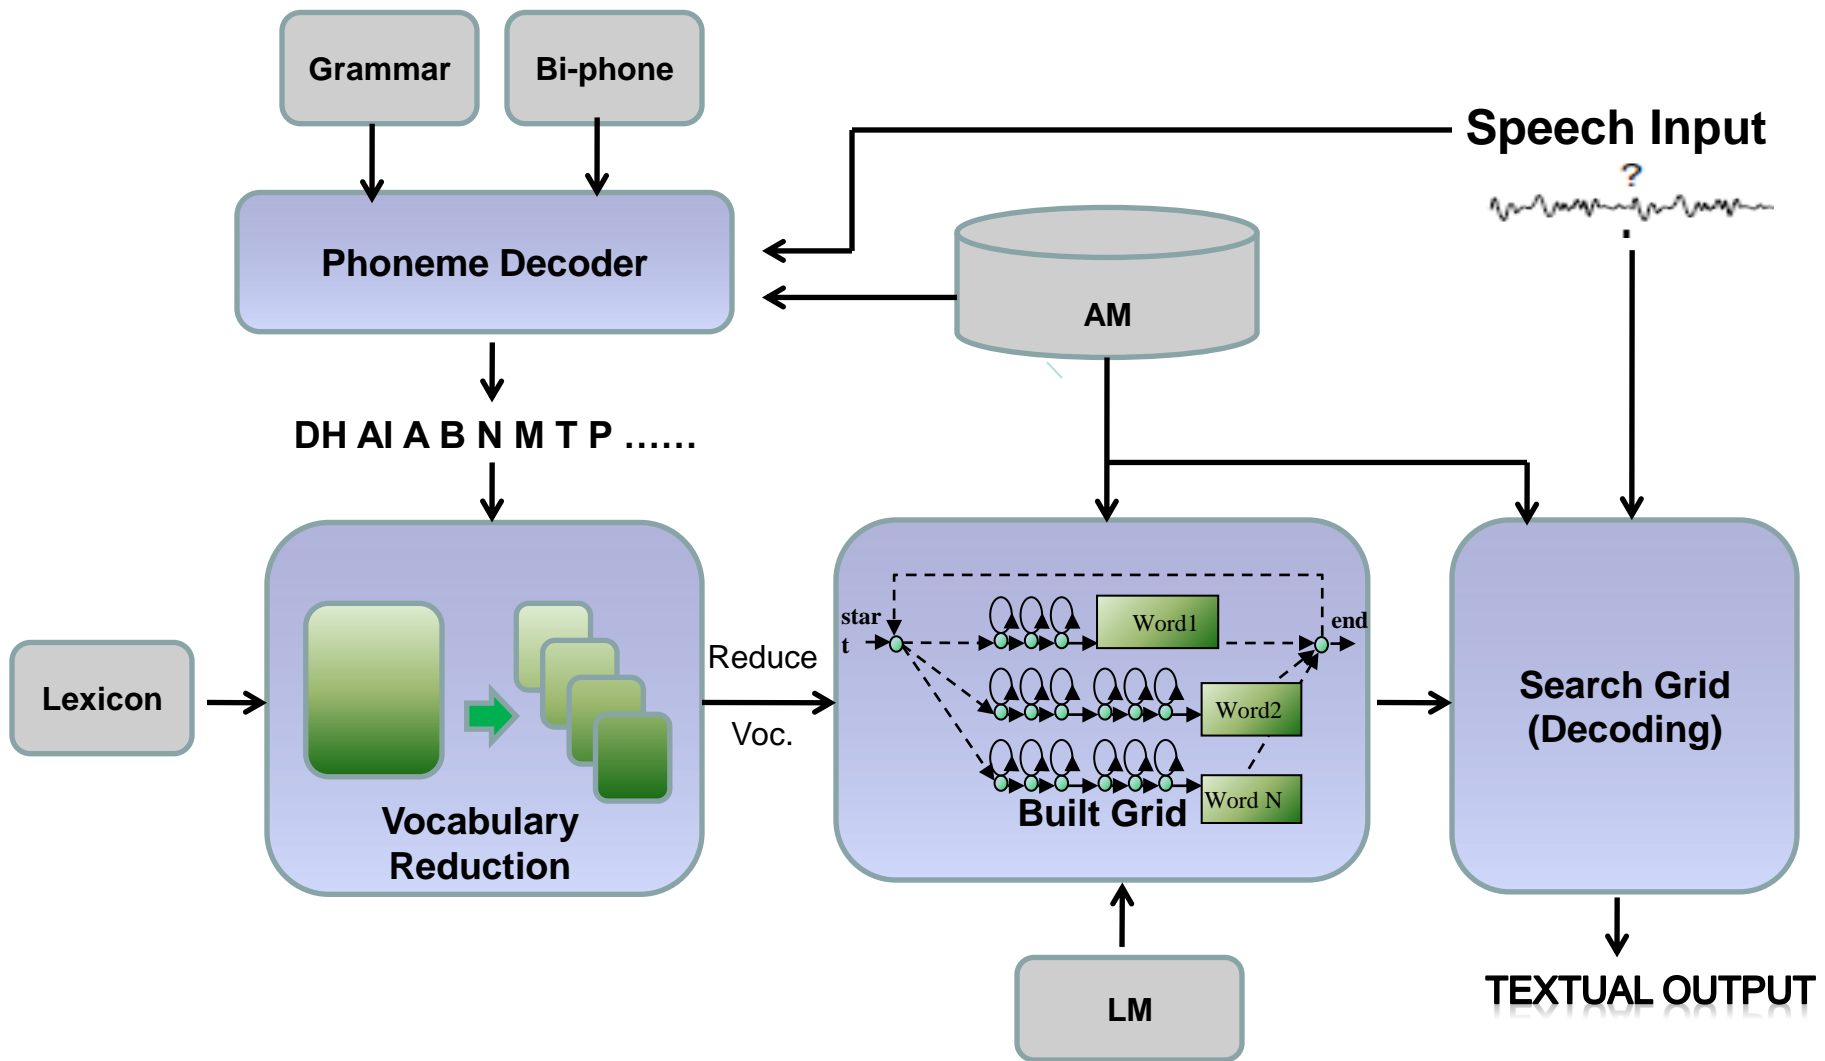 Grammar
Bi-phone
Speech Input
?
Phoneme Decoder
AM
DH AI A B N M T P ......
star
t
Word1
end
Reduce
Voc.
Lexicon
Word2
Search Grid
(Decoding)
Word N
Built Grid
Vocabulary
Reduction
LM
TEXTUAL OUTPUT